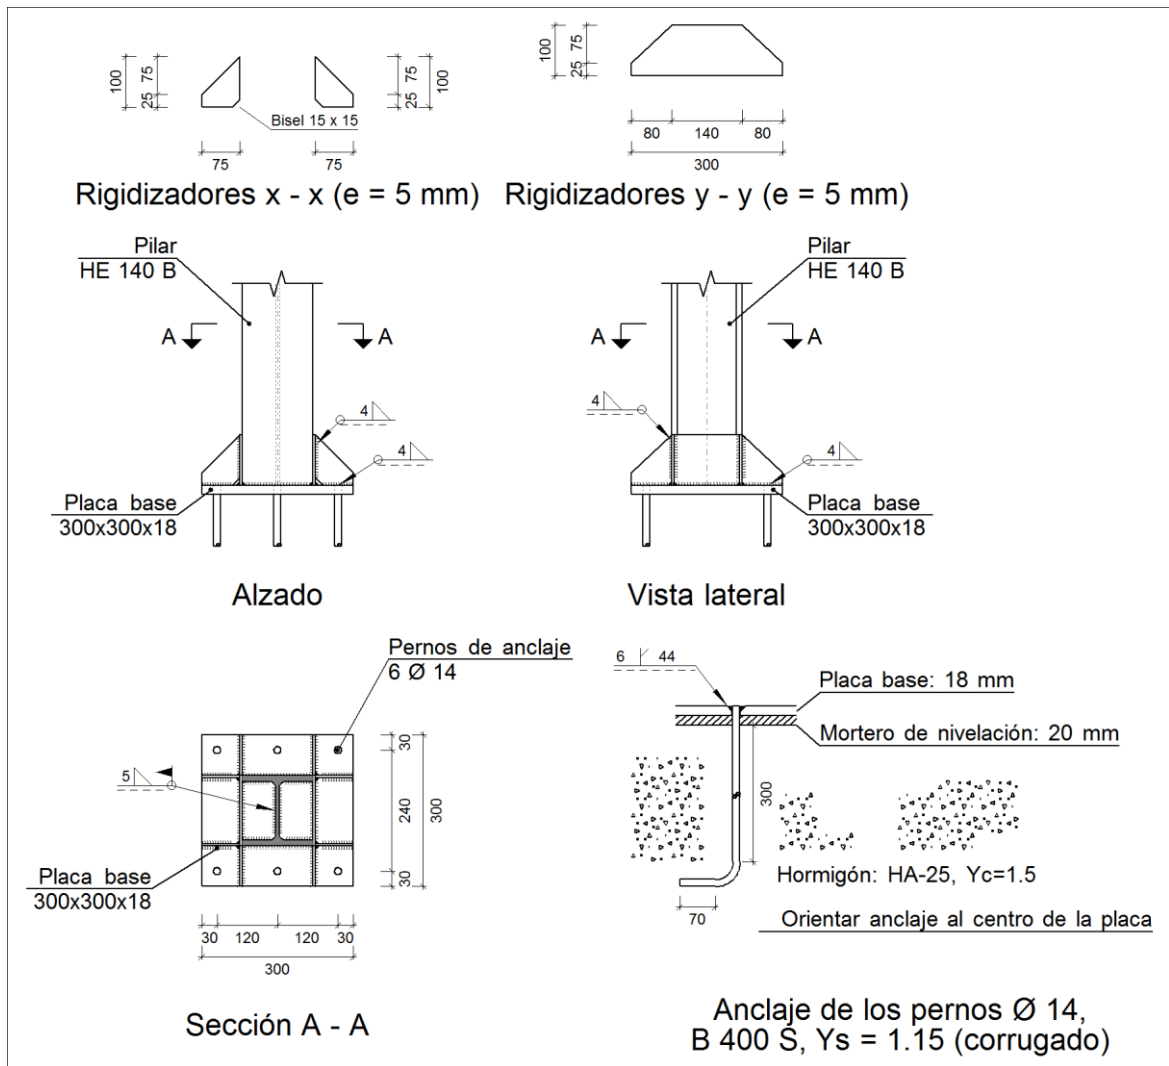 100
75
25
75
25
100
Bisel 15 x 15
75
75
Rigidizadores x - x (e = 5 mm)
100
75
25
80
140
80
300
Rigidizadores y - y (e = 5 mm)
Pilar
HE 140 B
A
A
4
4
Placa base
300x300x18
Alzado
Pilar
HE 140 B
A
A
4
4
Placa base
300x300x18
Vista lateral
Pernos de anclaje
6 Ø 14
5
30
240
300
30
Placa base
300x300x18
30
120
120
30
300
Sección A - A
6
44
Placa base: 18 mm
Mortero de nivelación: 20 mm
300
Hormigón: HA-25, Yc=1.5
70
Orientar anclaje al centro de la placa
Anclaje de los pernos Ø 14,
B 400 S, Ys = 1.15 (corrugado)